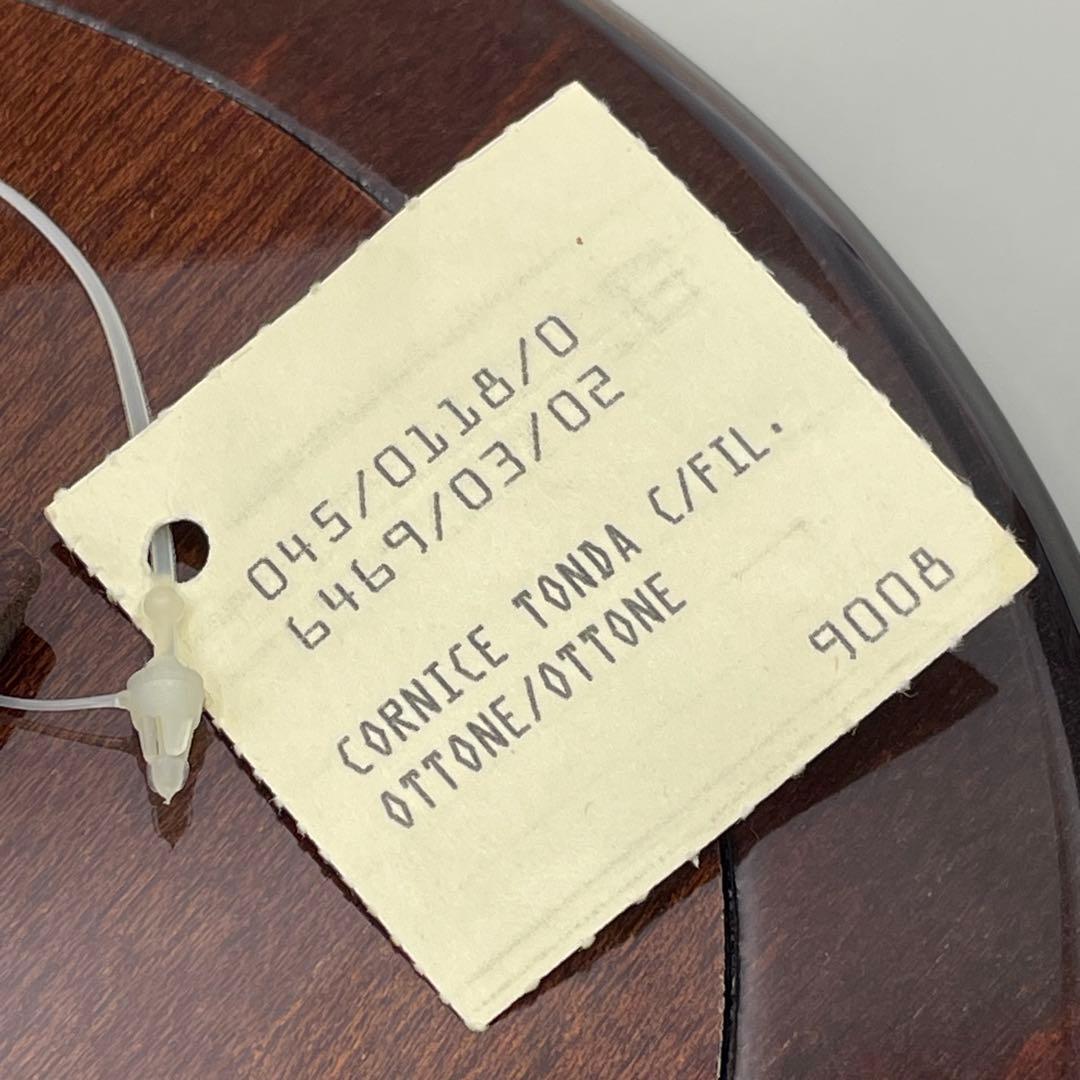 045/0118/0
6469/03/02
CORNICE TONDA C/FIL.
OTTONE/OTTONE
9008